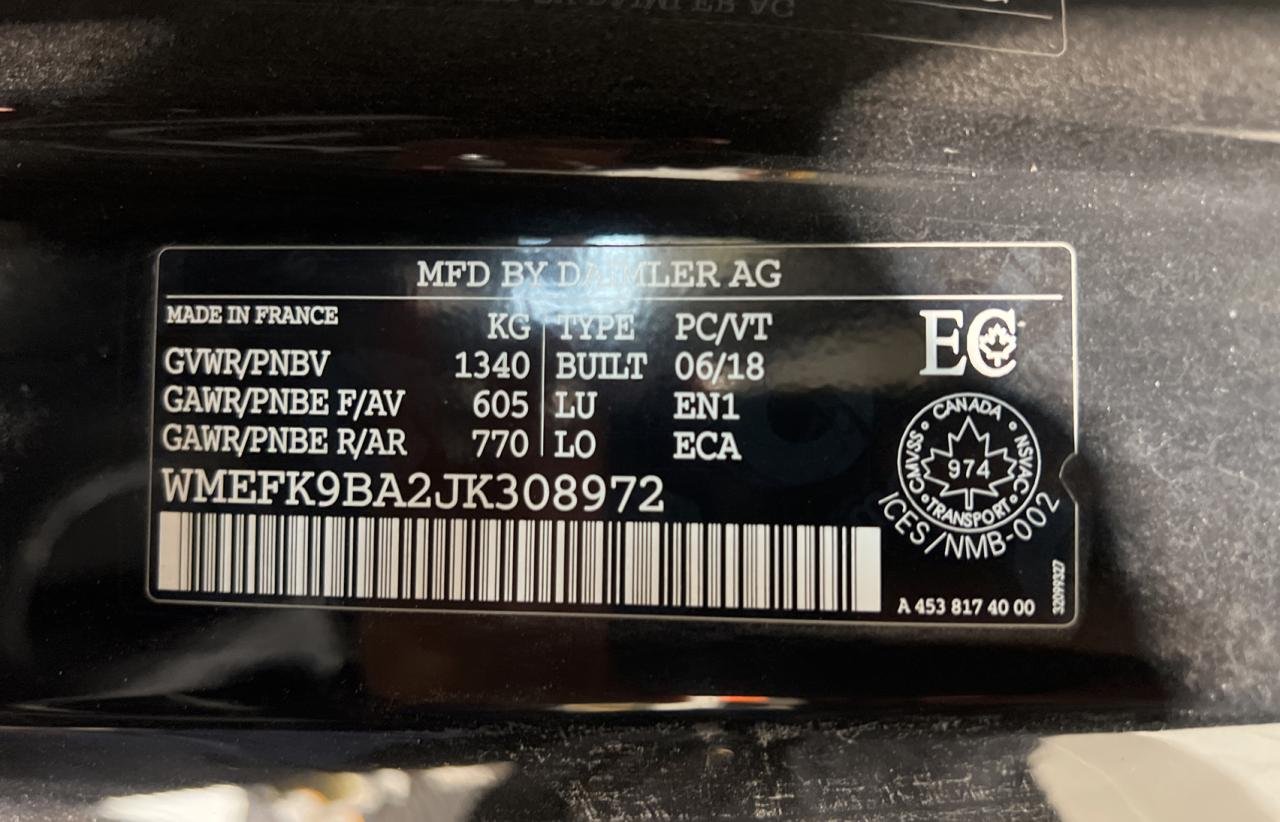 MFD BY DAIMLER AG
MADE IN FRANCE
KG TYPE PC/VT
GVWR/PNBV 1340 BUILT 06/18
GAWR/PNBE F/AV 605 LU EN1
GAWR/PNBE R/AR 770 LO ECA
WMEFK9BA2JK308972
EC
CANADA
CMVSS NSVAC
974
TRANSPORT
ICES/NMB-002
A 453 817 40 00
32099327